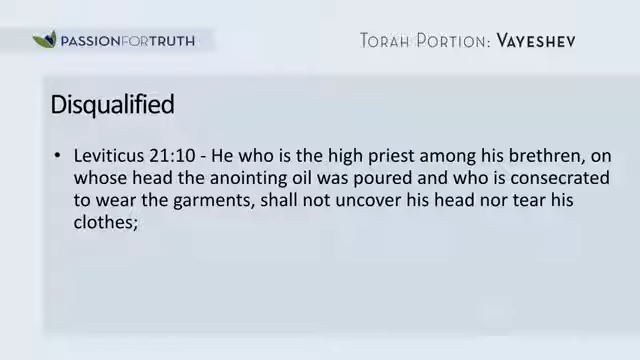 PASSIONFORTRUTH
TORAH PORTION: VAYESHEV
Disqualified
• Leviticus 21:10 - He who is the high priest among his brethren, on
whose head the anointing oil was poured and who is consecrated
to wear the garments, shall not uncover his head nor tear his
clothes;